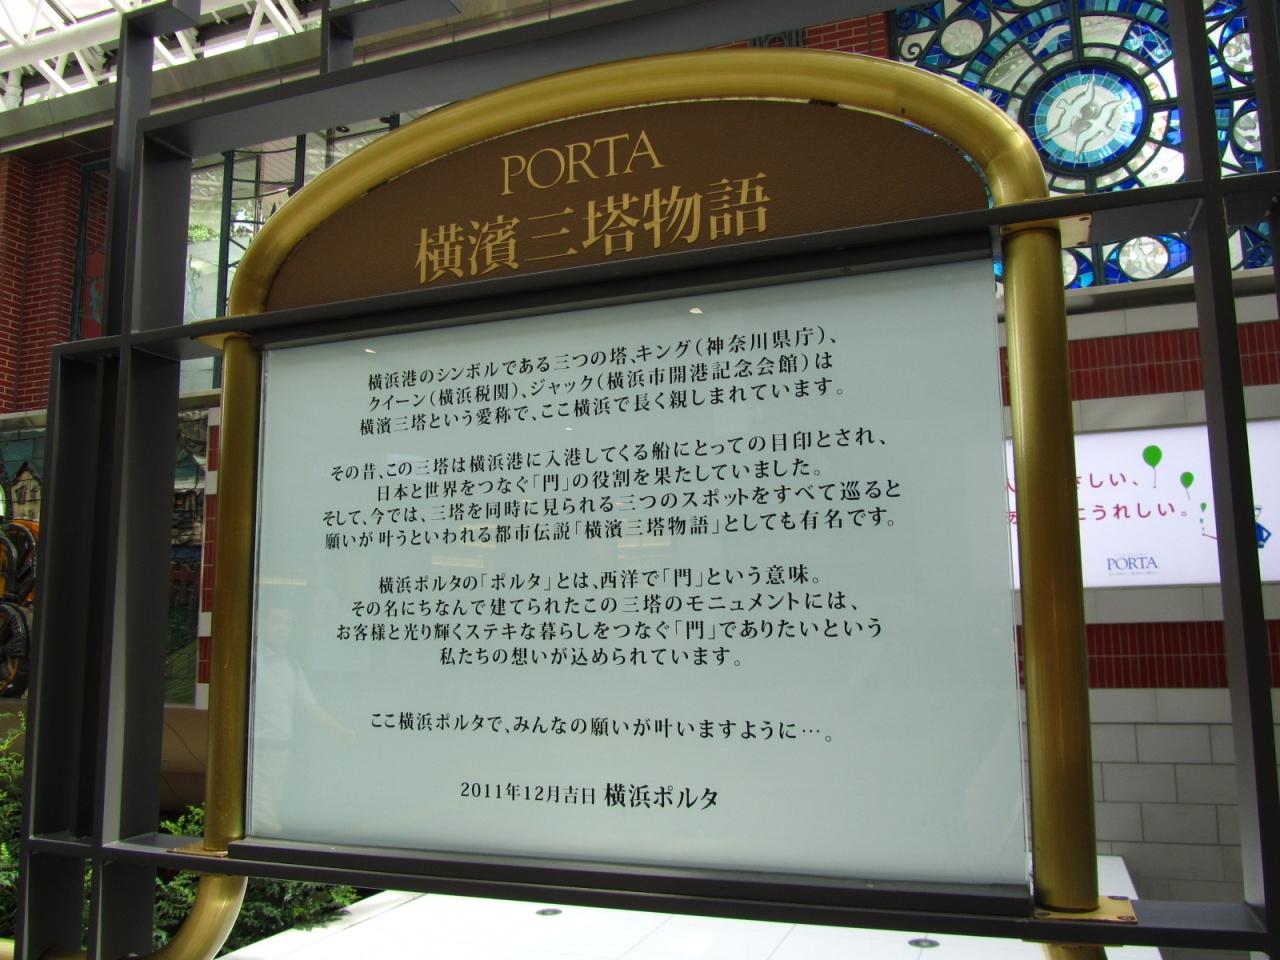 PORTA
横濱三塔物語
横浜港のシンボルである三つの塔、キング（神奈川県庁）、
クイーン（横浜税関）、ジャック（横浜市開港記念会館）は
横濱三塔という愛称で、ここ横浜で長く親しまれています。
その昔、この三塔は横浜港に入港してくる船にとっての目印とされ、
日本と世界をつなぐ「門」の役割を果たしていました。
そして、今では、三塔を同時に見られる三つのスポットをすべて巡ると
願いが叶うといわれる都市伝説「横濱三塔物語」としても有名です。
横浜ポルタの「ポルタ」とは、西洋で「門」という意味。
その名にちなんで建てられたこの三塔のモニュメントには、
お客様と光り輝くステキな暮らしをつなぐ「門」でありたいという
私たちの想いが込められています。
ここ横浜ポルタで、みんなの願いが叶いますように…。
2011年12月吉日 横浜ポルタ
さしい、
うれしい。
PORTA